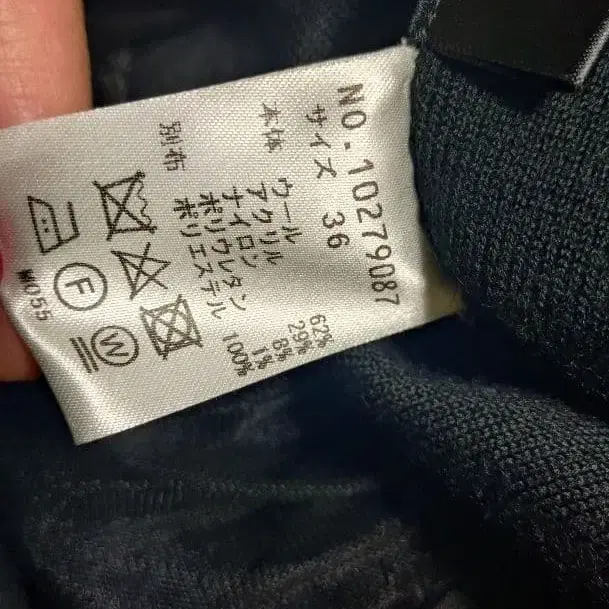 NO-10279087
サイズ 36
本体 ウール 62%
アクリル 29%
ナイロン 8%
ポリウレタン 1%
別布 ポリエステル 100%
F
W
W055